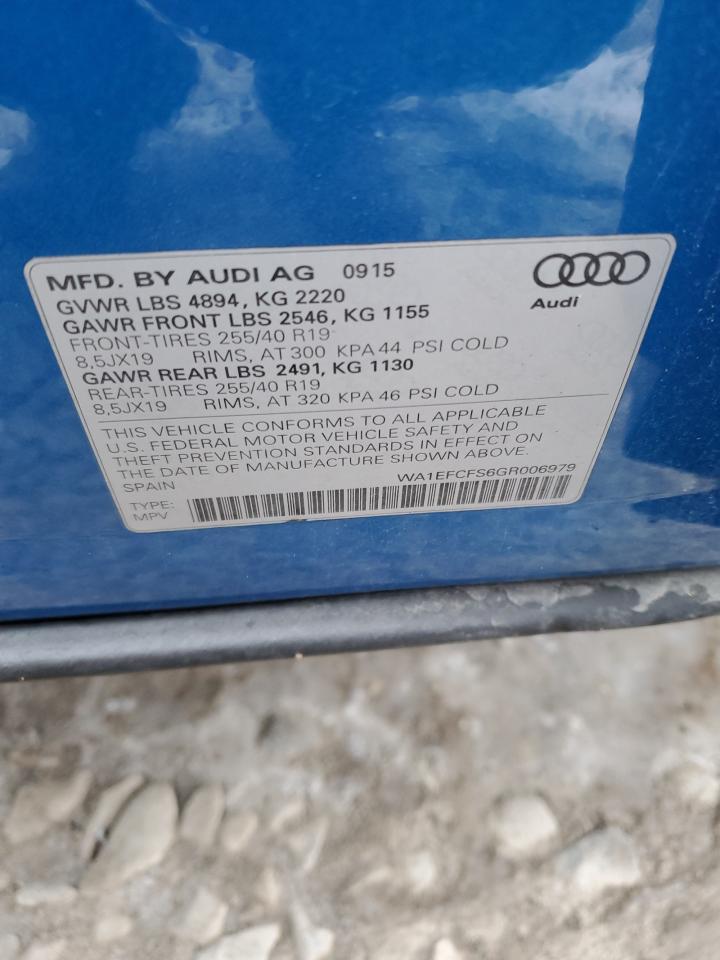 MFD. BY AUDI AG 0915
GVWR LBS 4894, KG 2220
GAWR FRONT LBS 2546, KG 1155
FRONT-TIRES 255/40 R19
8,5JX19 RIMS, AT 300 KPA 44 PSI COLD
GAWR REAR LBS 2491, KG 1130
REAR-TIRES 255/40 R19
8,5JX19 RIMS, AT 320 KPA 46 PSI COLD
Audi
THIS VEHICLE CONFORMS TO ALL APPLICABLE
U.S. FEDERAL MOTOR VEHICLE SAFETY AND
THEFT PREVENTION STANDARDS IN EFFECT ON
THE DATE OF MANUFACTURE SHOWN ABOVE.
SPAIN WA1EFCFS6GR006979
TYPE:
MPV